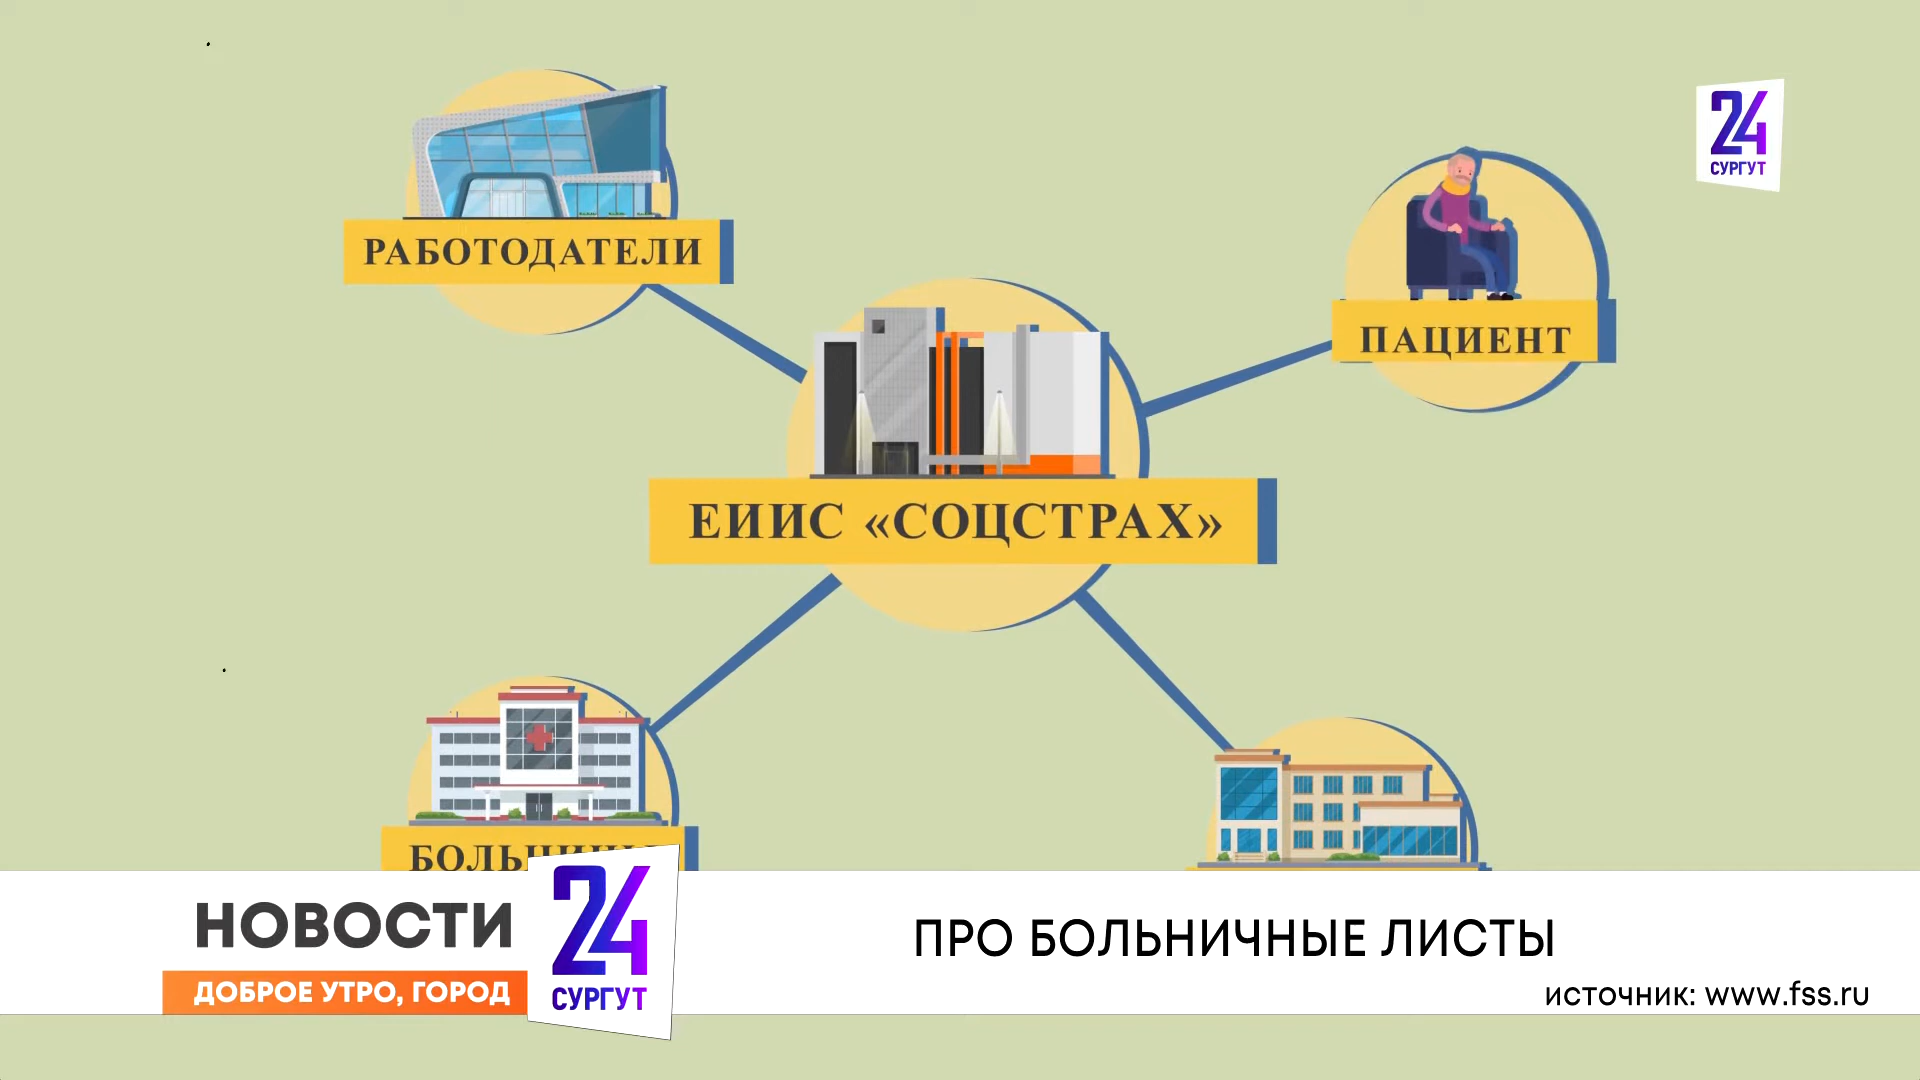 24
СУРГУТ
РАБОТОДАТЕЛИ
ПАЦИЕНТ
ЕИИС «СОЦСТРАХ»
НОВОСТИ
ДОБРОЕ УТРО, ГОРОД
24
СУРГУТ
ПРО БОЛЬНИЧНЫЕ ЛИСТЫ
источник: www.fss.ru